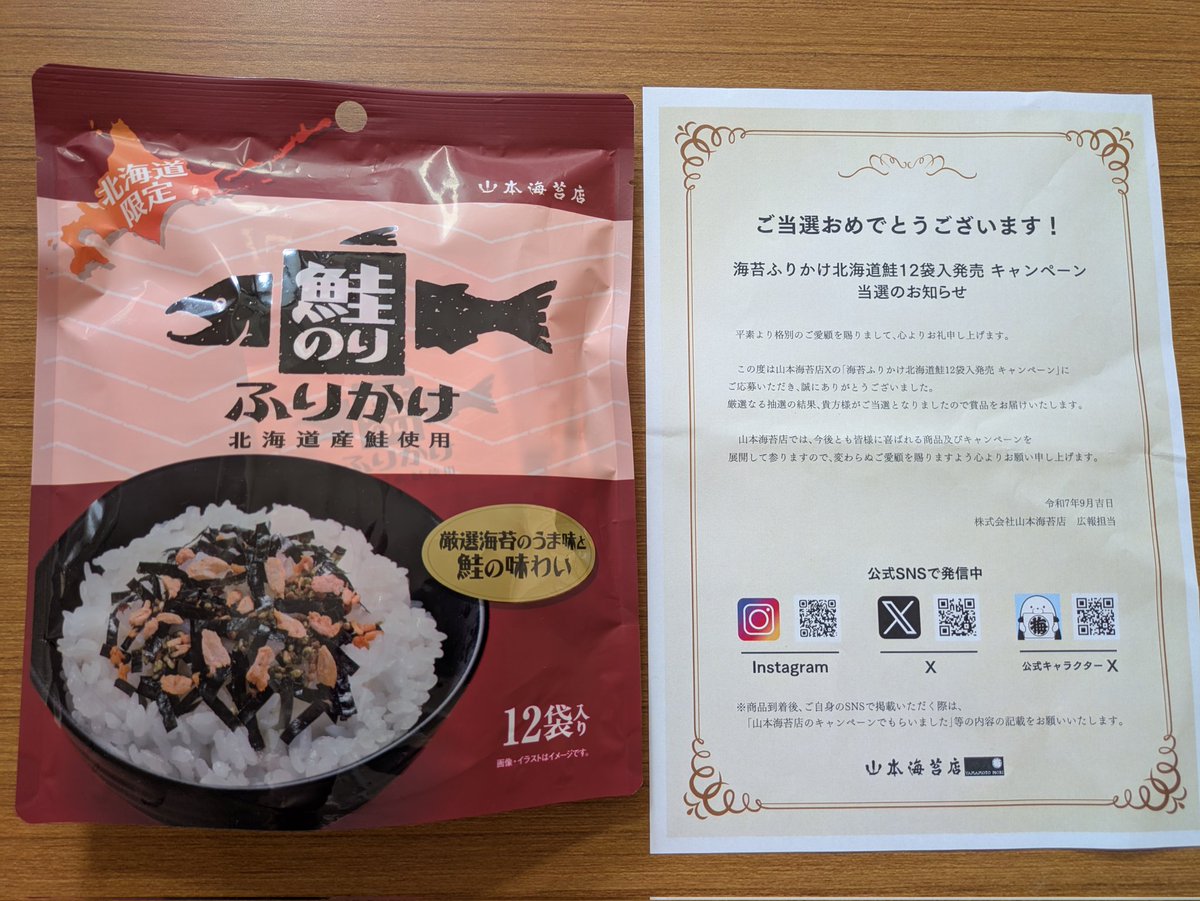 北海道
限定
山本海苔店
鮭
のり
ふりかけ
北海道産鮭使用
厳選海苔のうま味と
鮭の味わい
12袋入り
画像・イラストはイメージです。
ご当選おめでとうございます！
海苔ふりかけ北海道鮭12袋入発売 キャンペーン
当選のお知らせ
平素より格別のご愛顧を賜りまして、心よりお礼申し上げます。
この度は山本海苔店Xの「海苔ふりかけ北海道鮭12袋入発売 キャンペーン」に
ご応募いただき、誠にありがとうございました。
厳選なる抽選の結果、貴方様がご当選となりましたので賞品をお届けいたします。
山本海苔店では、今後とも皆様に喜ばれる商品及びキャンペーンを
展開して参りますので、変わらぬご愛顧を賜りますよう心よりお願い申し上げます。
令和7年9月吉日
株式会社山本海苔店　広報担当
公式SNSで発信中
梅
Instagram
X
公式キャラクター X
※商品到着後、ご自身のSNSで掲載いただく際は、
「山本海苔店のキャンペーンでもらいました」等の内容の記載をお願いいたします。
山本海苔店
YAMAMOTO NORI